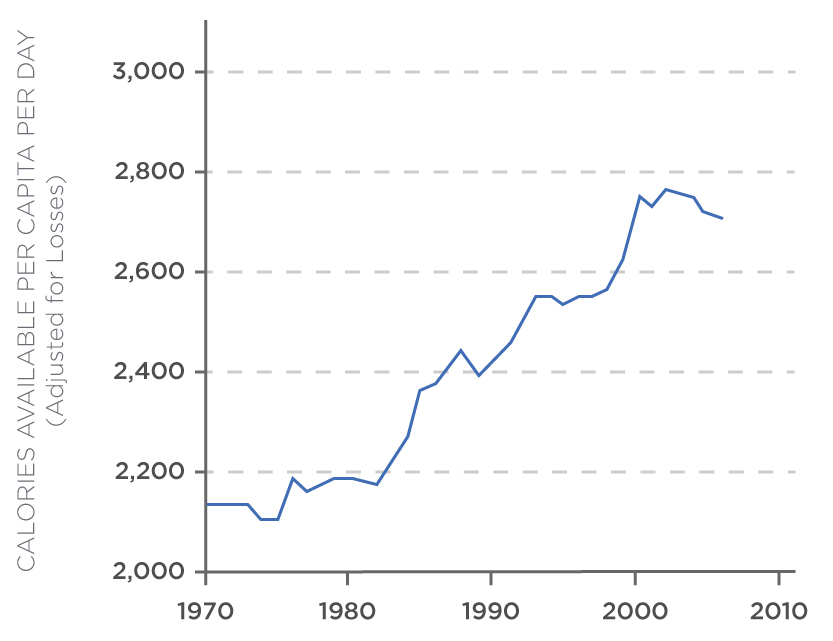 CALORIES AVAILABLE PER CAPITA PER DAY
(Adjusted for Losses)
3,000
2,800
2,600
2,400
2,200
2,000
1970 1980 1990 2000 2010